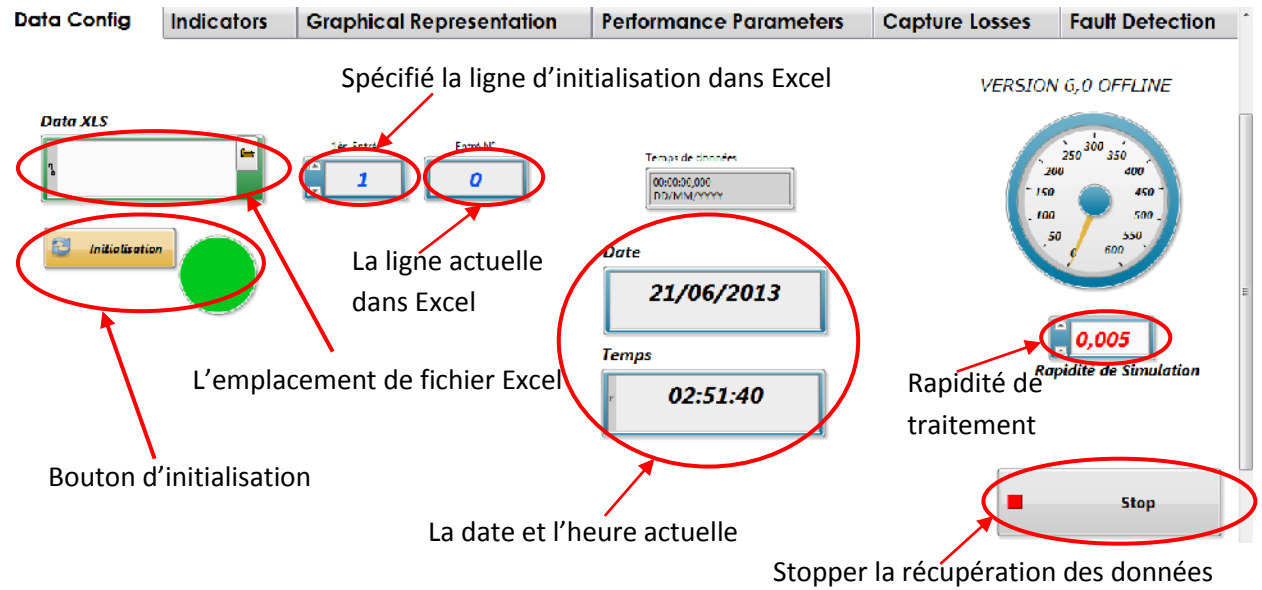 Data Config Indicators Graphical Representation Performance Parameters Capture Losses Fault Detection
Spécifié la ligne d'initialisation dans Excel
VERSION 6,0 OFFLINE
Data XLS
1èr Entré
Entré N°
1
0
Temps de données
00:00:00,000
DD/MM/YYYY
0
50
100
150
200
250
300
350
400
450
500
550
600
Initialisation
La ligne actuelle
dans Excel
Date
21/06/2013
Temps
02:51:40
0,005
Rapidité de Simulation
L'emplacement de fichier Excel
Rapidité de
traitement
Bouton d'initialisation
Stop
La date et l'heure actuelle
Stopper la récupération des données